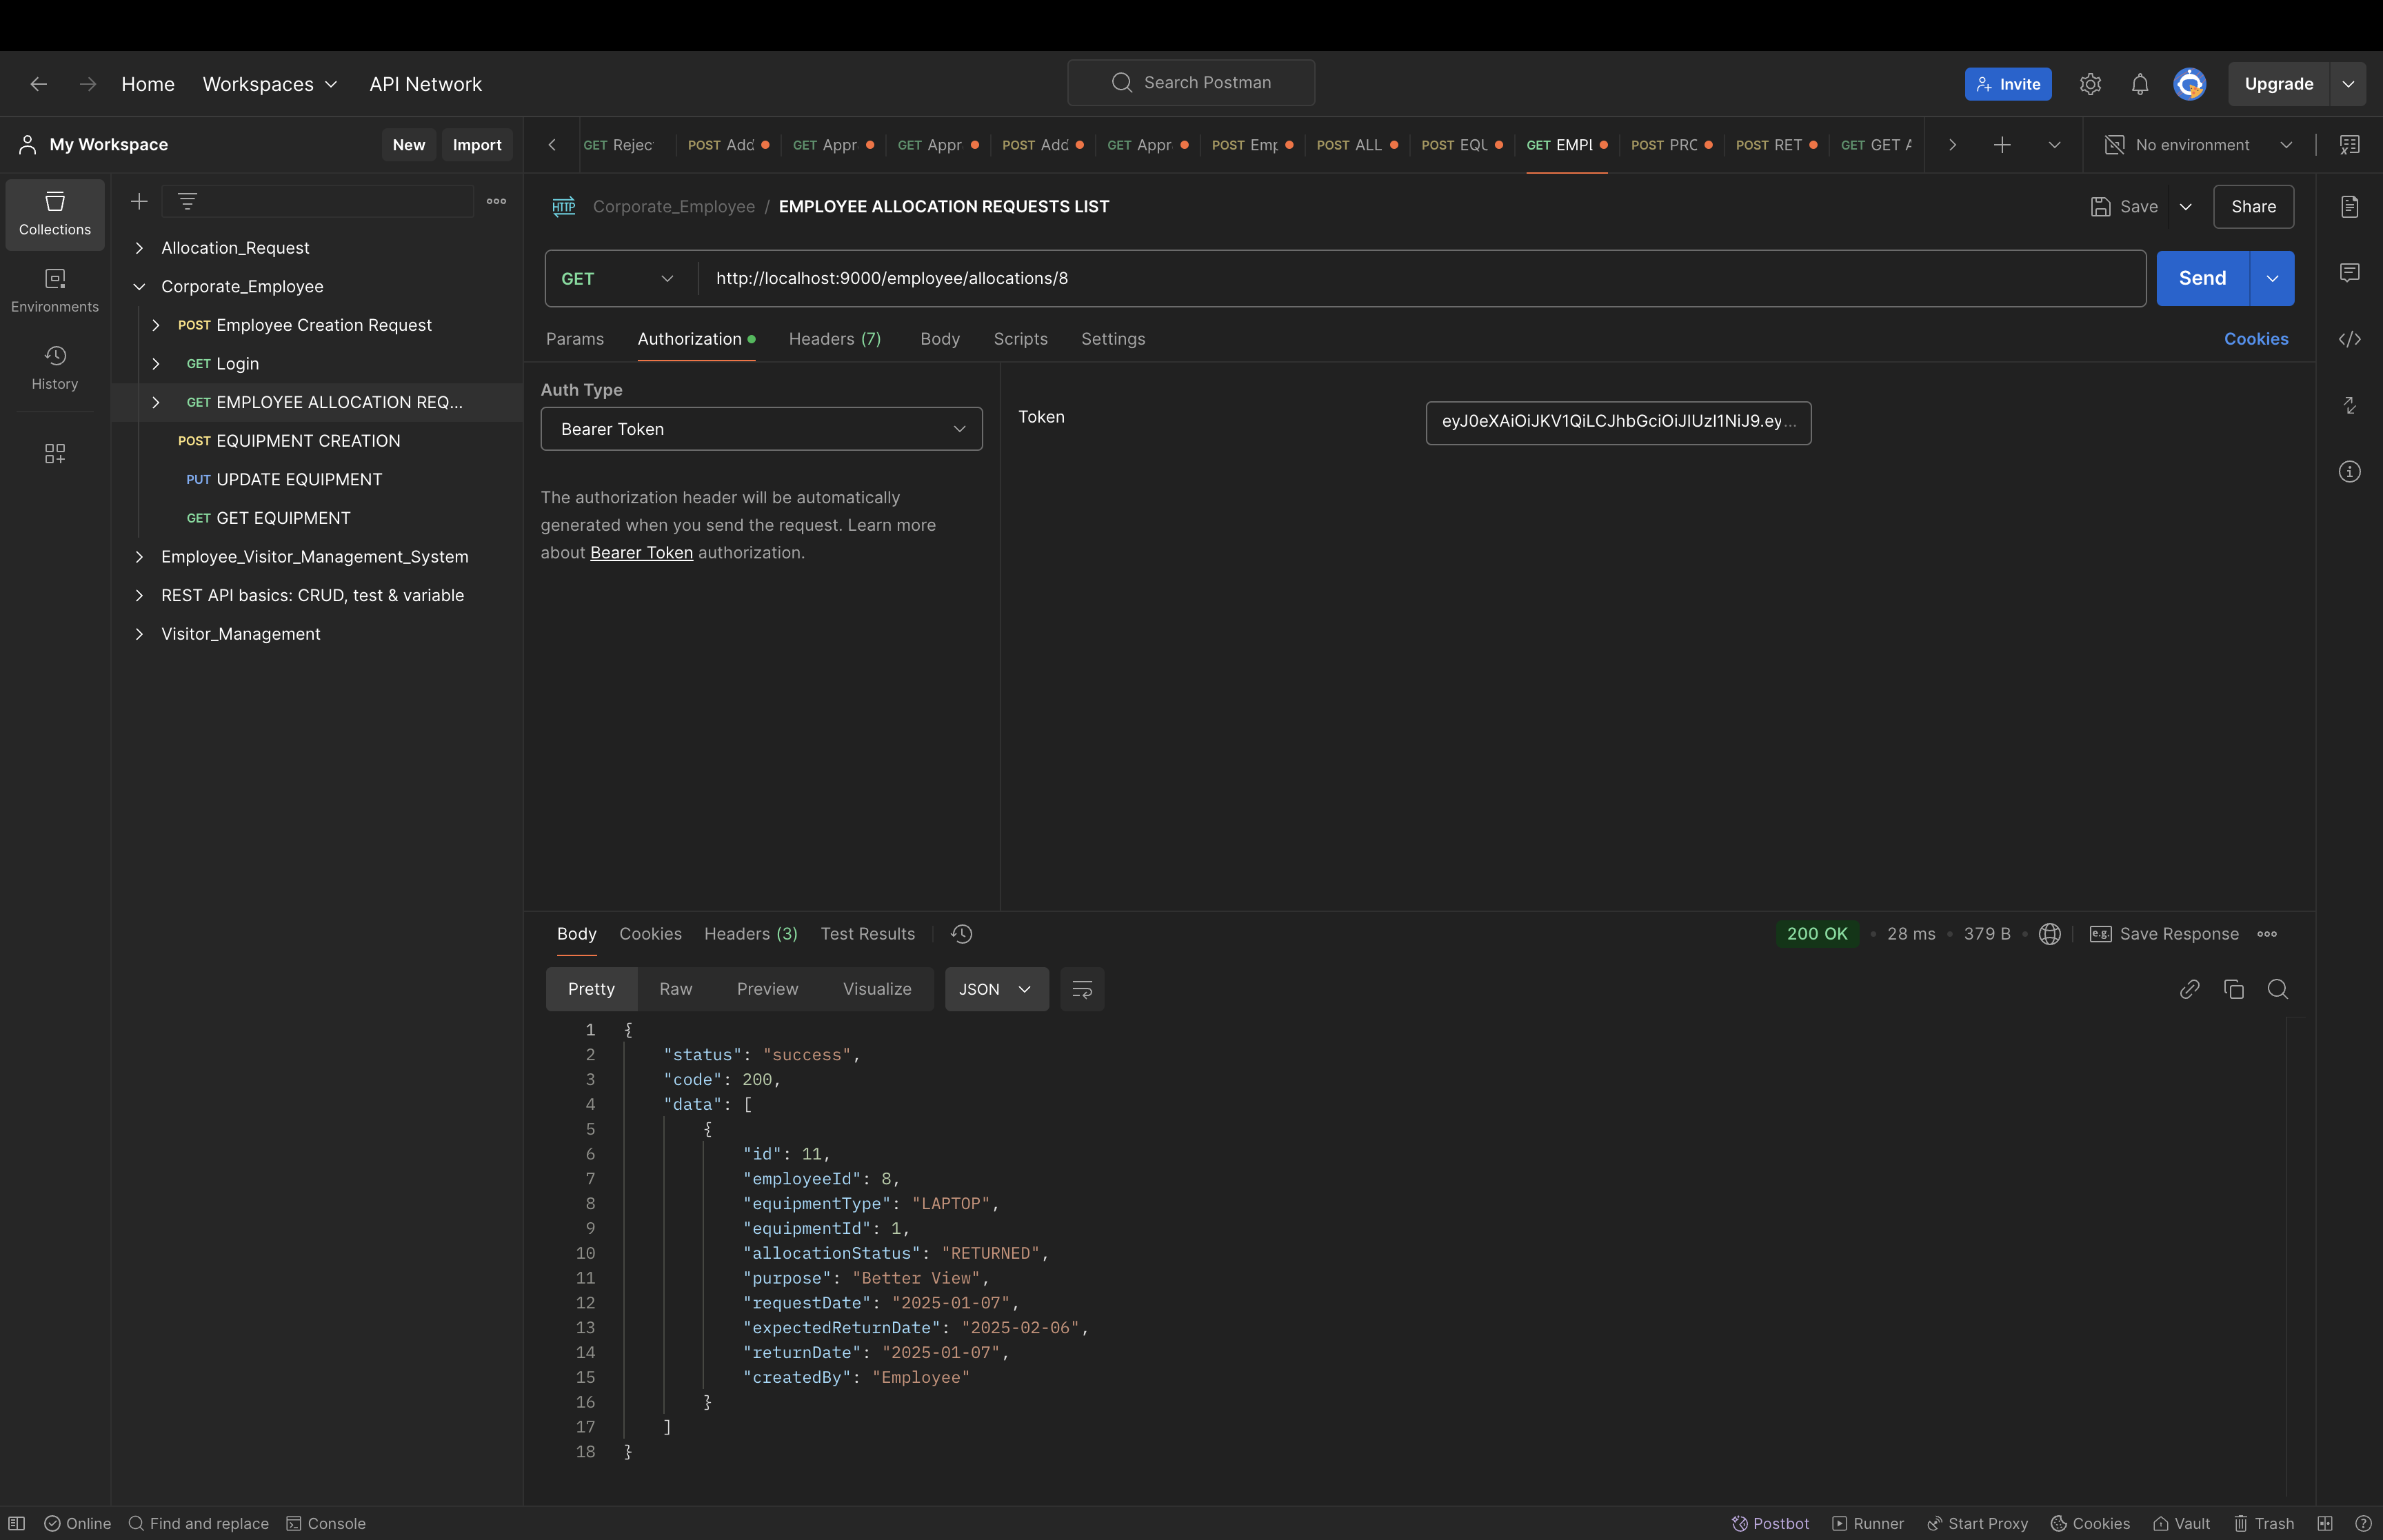 Home Workspaces API Network
Search Postman
Invite
Upgrade
My Workspace
New Import
GET Rejec
POST Add
GET Appr
GET Appr
POST Add
GET Appr
POST Emp
POST ALL
POST EQU
GET EMPL
POST PRO
POST RET
GET GET A
No environment
Collections
Environments
History
Allocation_Request
Corporate_Employee
POST Employee Creation Request
GET Login
GET EMPLOYEE ALLOCATION REQ...
POST EQUIPMENT CREATION
PUT UPDATE EQUIPMENT
GET GET EQUIPMENT
Employee_Visitor_Management_System
REST API basics: CRUD, test & variable
Visitor_Management
HTTP Corporate_Employee / EMPLOYEE ALLOCATION REQUESTS LIST
Save
Share
GET http://localhost:9000/employee/allocations/8
Send
Params Authorization Headers (7) Body Scripts Settings
Cookies
Auth Type
Bearer Token
The authorization header will be automatically
generated when you send the request. Learn more
about Bearer Token authorization.
Token
eyJ0eXAiOiJKV1QiLCJhbGciOiJIUzI1NiJ9.ey...
Body Cookies Headers (3) Test Results
200 OK • 28 ms • 379 B •
e.g. Save Response
Pretty Raw Preview Visualize JSON
1 {
2 "status": "success",
3 "code": 200,
4 "data": [
5 {
6 "id": 11,
7 "employeeId": 8,
8 "equipmentType": "LAPTOP",
9 "equipmentId": 1,
10 "allocationStatus": "RETURNED",
11 "purpose": "Better View",
12 "requestDate": "2025-01-07",
13 "expectedReturnDate": "2025-02-06",
14 "returnDate": "2025-01-07",
15 "createdBy": "Employee"
16 }
17 ]
18 }
Online Find and replace Console
Postbot Runner Start Proxy Cookies Vault Trash